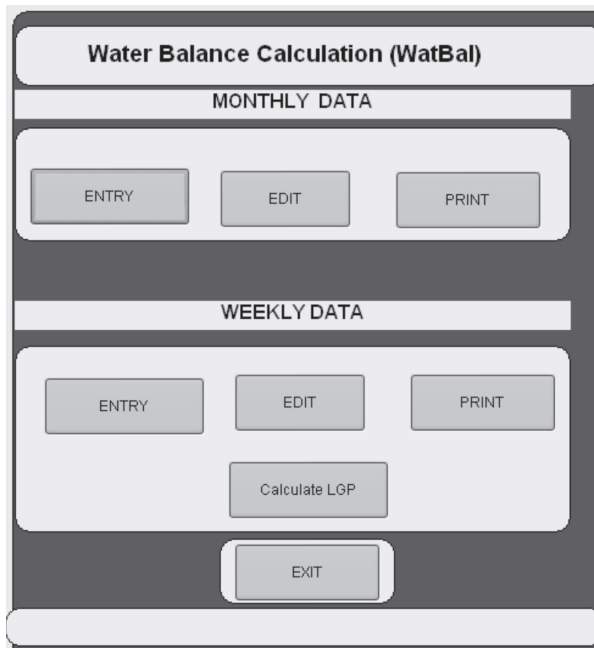 Water Balance Calculation (WatBal)
MONTHLY DATA
ENTRY EDIT PRINT
WEEKLY DATA
ENTRY EDIT PRINT
Calculate LGP
EXIT